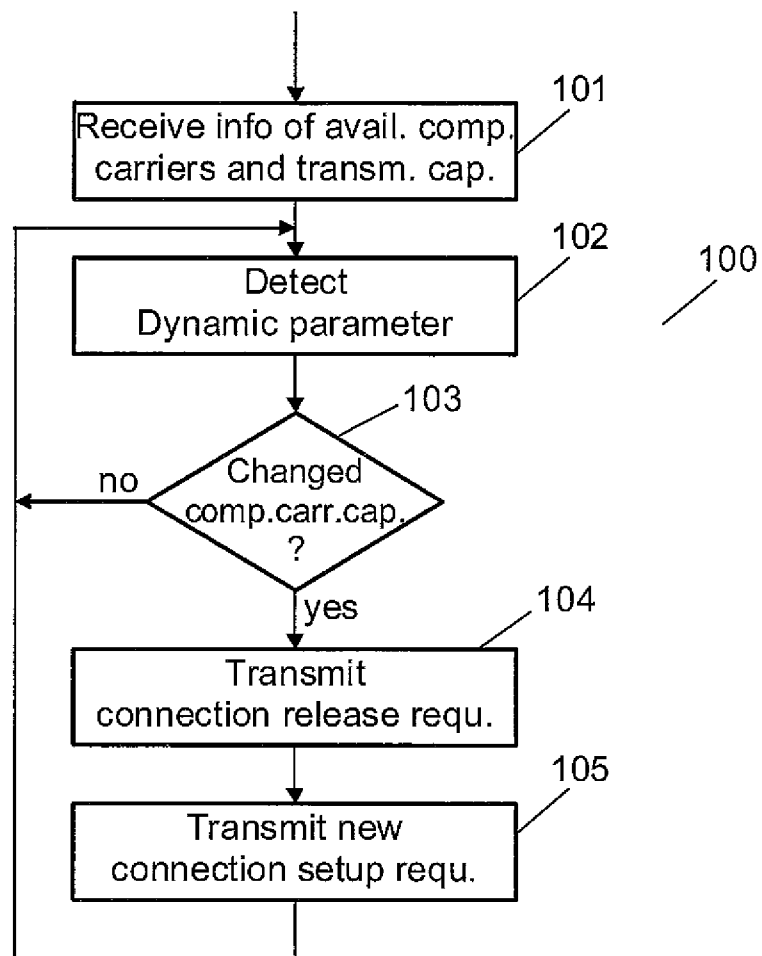 101
Receive info of avail. comp.
carriers and transm. cap.
102
100
Detect
Dynamic parameter
103
no
Changed
comp.carr.cap.
?
yes
104
Transmit
connection release requ.
105
Transmit new
connection setup requ.